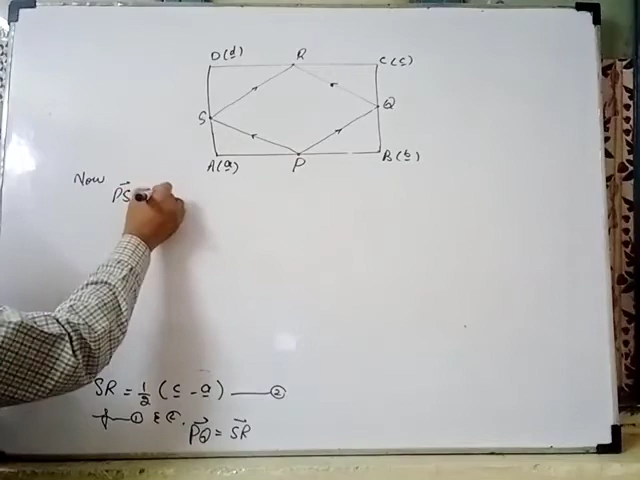 D(d) R C(c)
S Q
A(a) P B(b)
Now
PS
SR = 1/2 (c - a) —— ②
① & ②.
PQ = SR